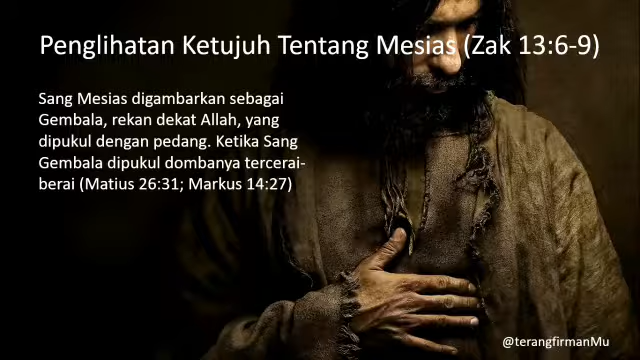 Penglihatan Ketujuh Tentang Mesias (Zak 13:6-9)
Sang Mesias digambarkan sebagai
Gembala, rekan dekat Allah, yang
dipukul dengan pedang. Ketika Sang
Gembala dipukul dombanya tercerai-
berai (Matius 26:31; Markus 14:27)
@terangfirmanMu